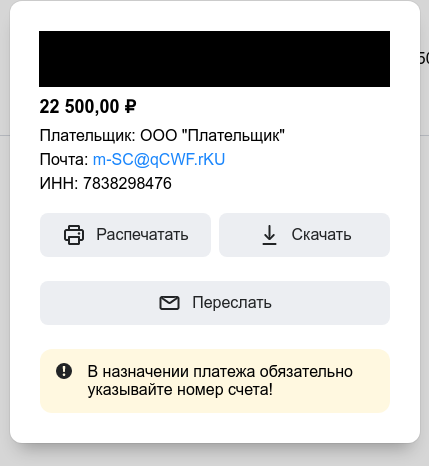 22 500,00 ₽
Плательщик: ООО "Плательщик"
Почта: m-SC@qCWF.rKU
ИНН: 7838298476
Распечатать
Скачать
Переслать
В назначении платежа обязательно
указывайте номер счета!